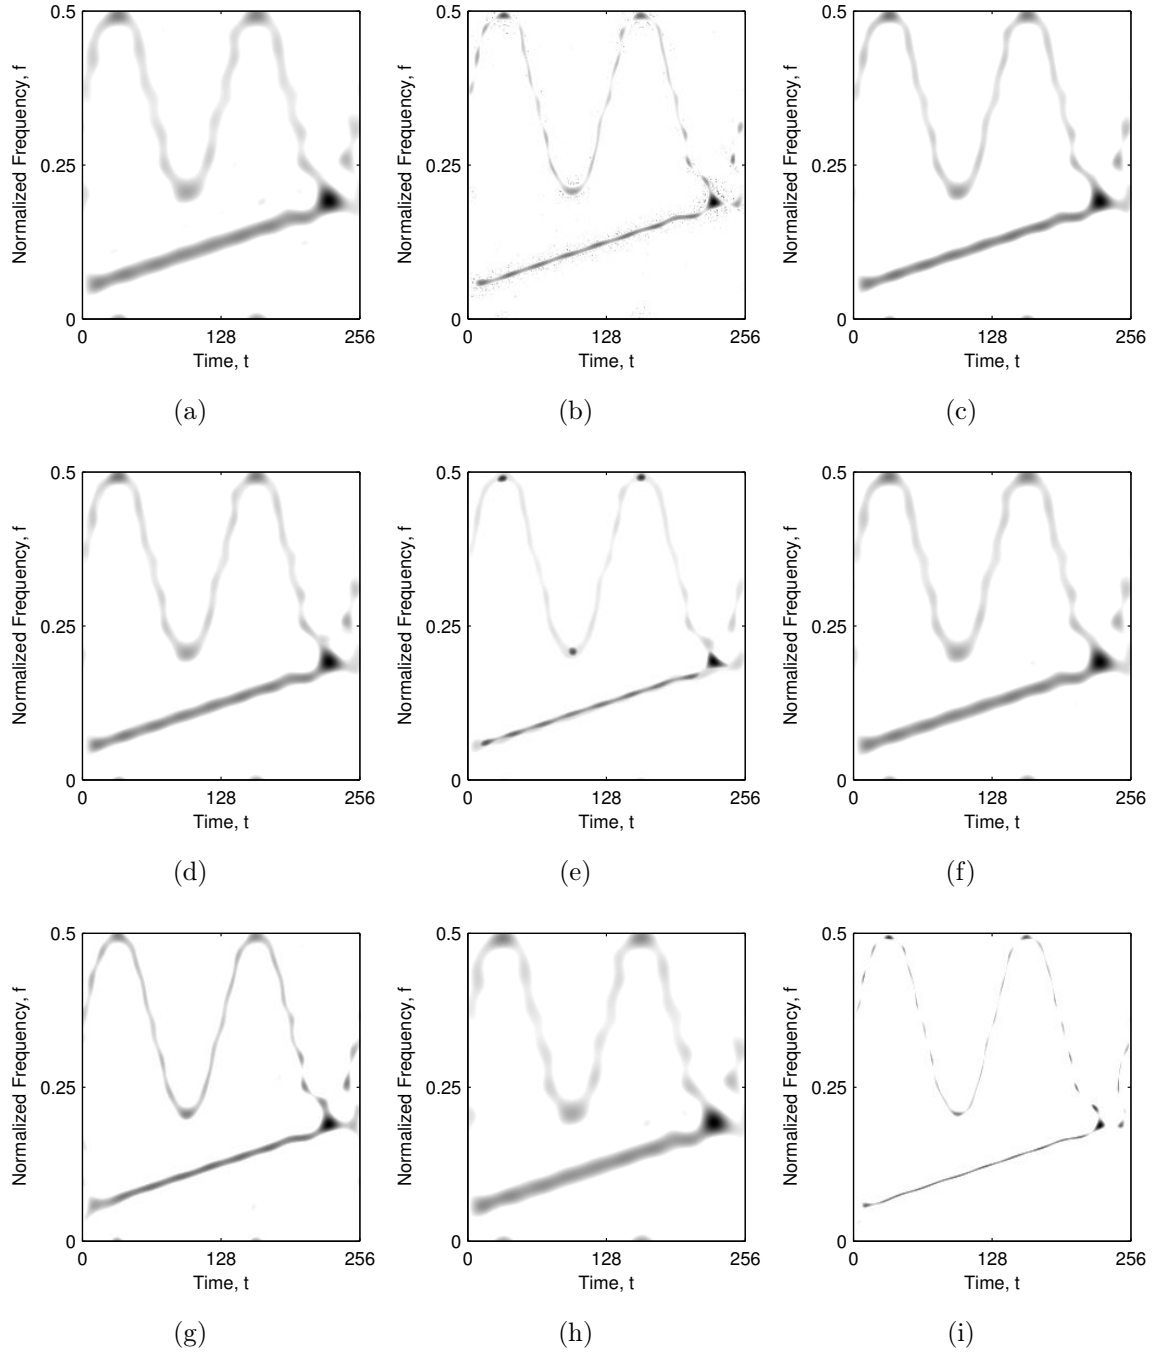 0.5
0.25
0
Normalized Frequency, f
0 128 256
Time, t
(a)
0.5
0.25
0
Normalized Frequency, f
0 128 256
Time, t
(b)
0.5
0.25
0
Normalized Frequency, f
0 128 256
Time, t
(c)
0.5
0.25
0
Normalized Frequency, f
0 128 256
Time, t
(d)
0.5
0.25
0
Normalized Frequency, f
0 128 256
Time, t
(e)
0.5
0.25
0
Normalized Frequency, f
0 128 256
Time, t
(f)
0.5
0.25
0
Normalized Frequency, f
0 128 256
Time, t
(g)
0.5
0.25
0
Normalized Frequency, f
0 128 256
Time, t
(h)
0.5
0.25
0
Normalized Frequency, f
0 128 256
Time, t
(i)